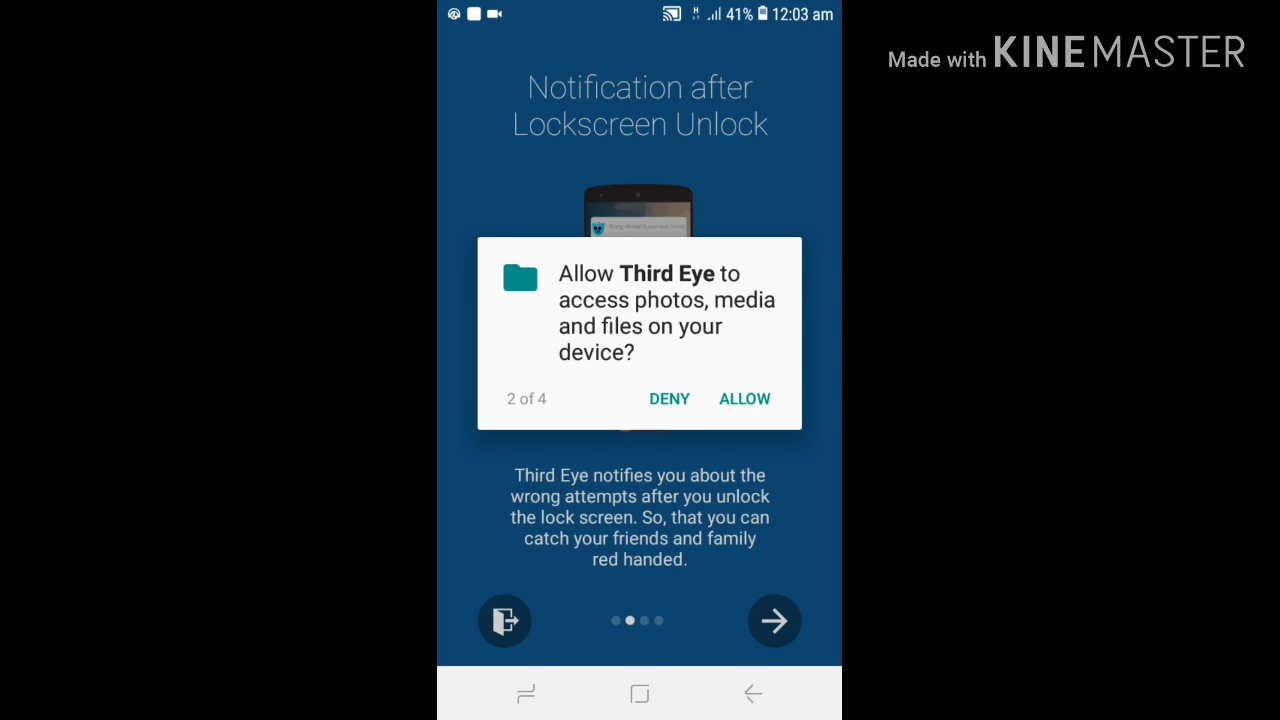 41% 12:03 am
Made with KINEMASTER
Notification after
Lockscreen Unlock
Allow Third Eye to
access photos, media
and files on your
device?
2 of 4 DENY ALLOW
Third Eye notifies you about the
wrong attempts after you unlock
the lock screen. So, that you can
catch your friends and family
red handed.